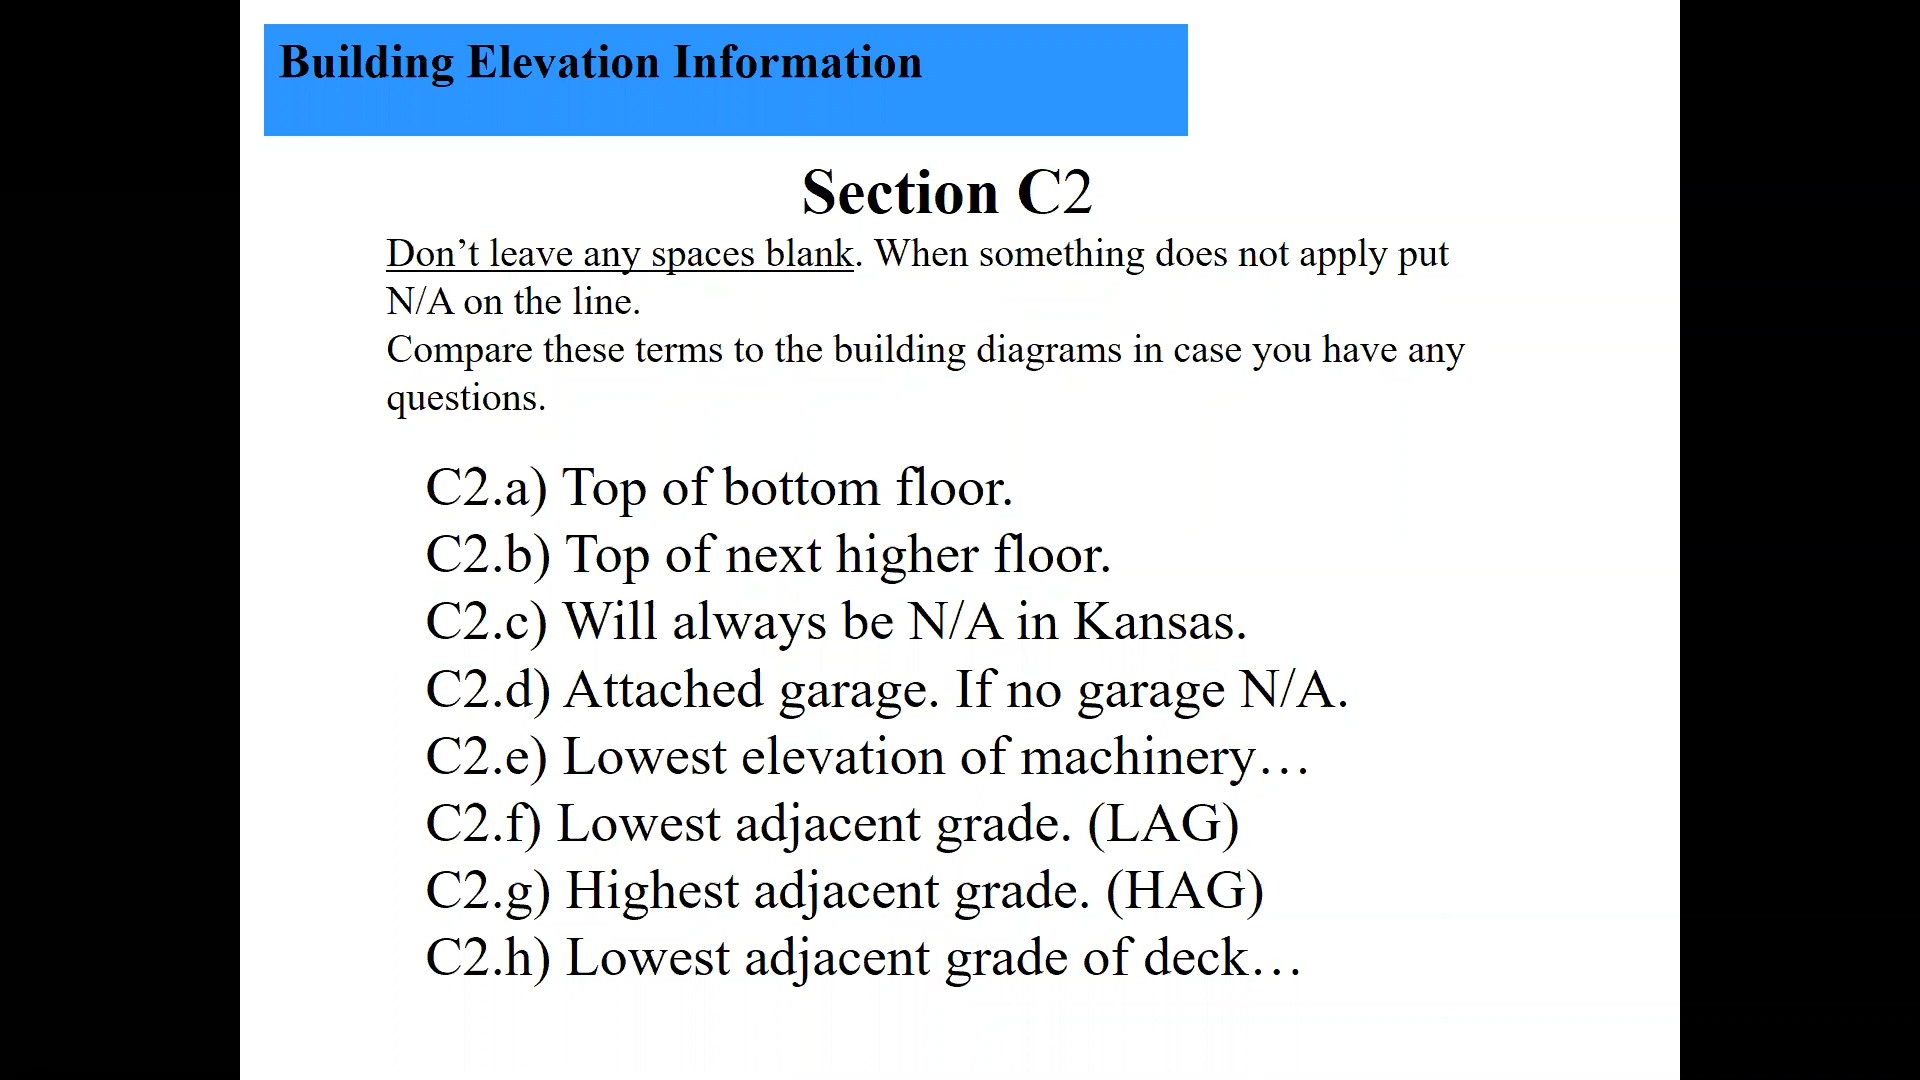 Building Elevation Information
Section C2
Don’t leave any spaces blank. When something does not apply put
N/A on the line.
Compare these terms to the building diagrams in case you have any
questions.
C2.a) Top of bottom floor.
C2.b) Top of next higher floor.
C2.c) Will always be N/A in Kansas.
C2.d) Attached garage. If no garage N/A.
C2.e) Lowest elevation of machinery…
C2.f) Lowest adjacent grade. (LAG)
C2.g) Highest adjacent grade. (HAG)
C2.h) Lowest adjacent grade of deck…